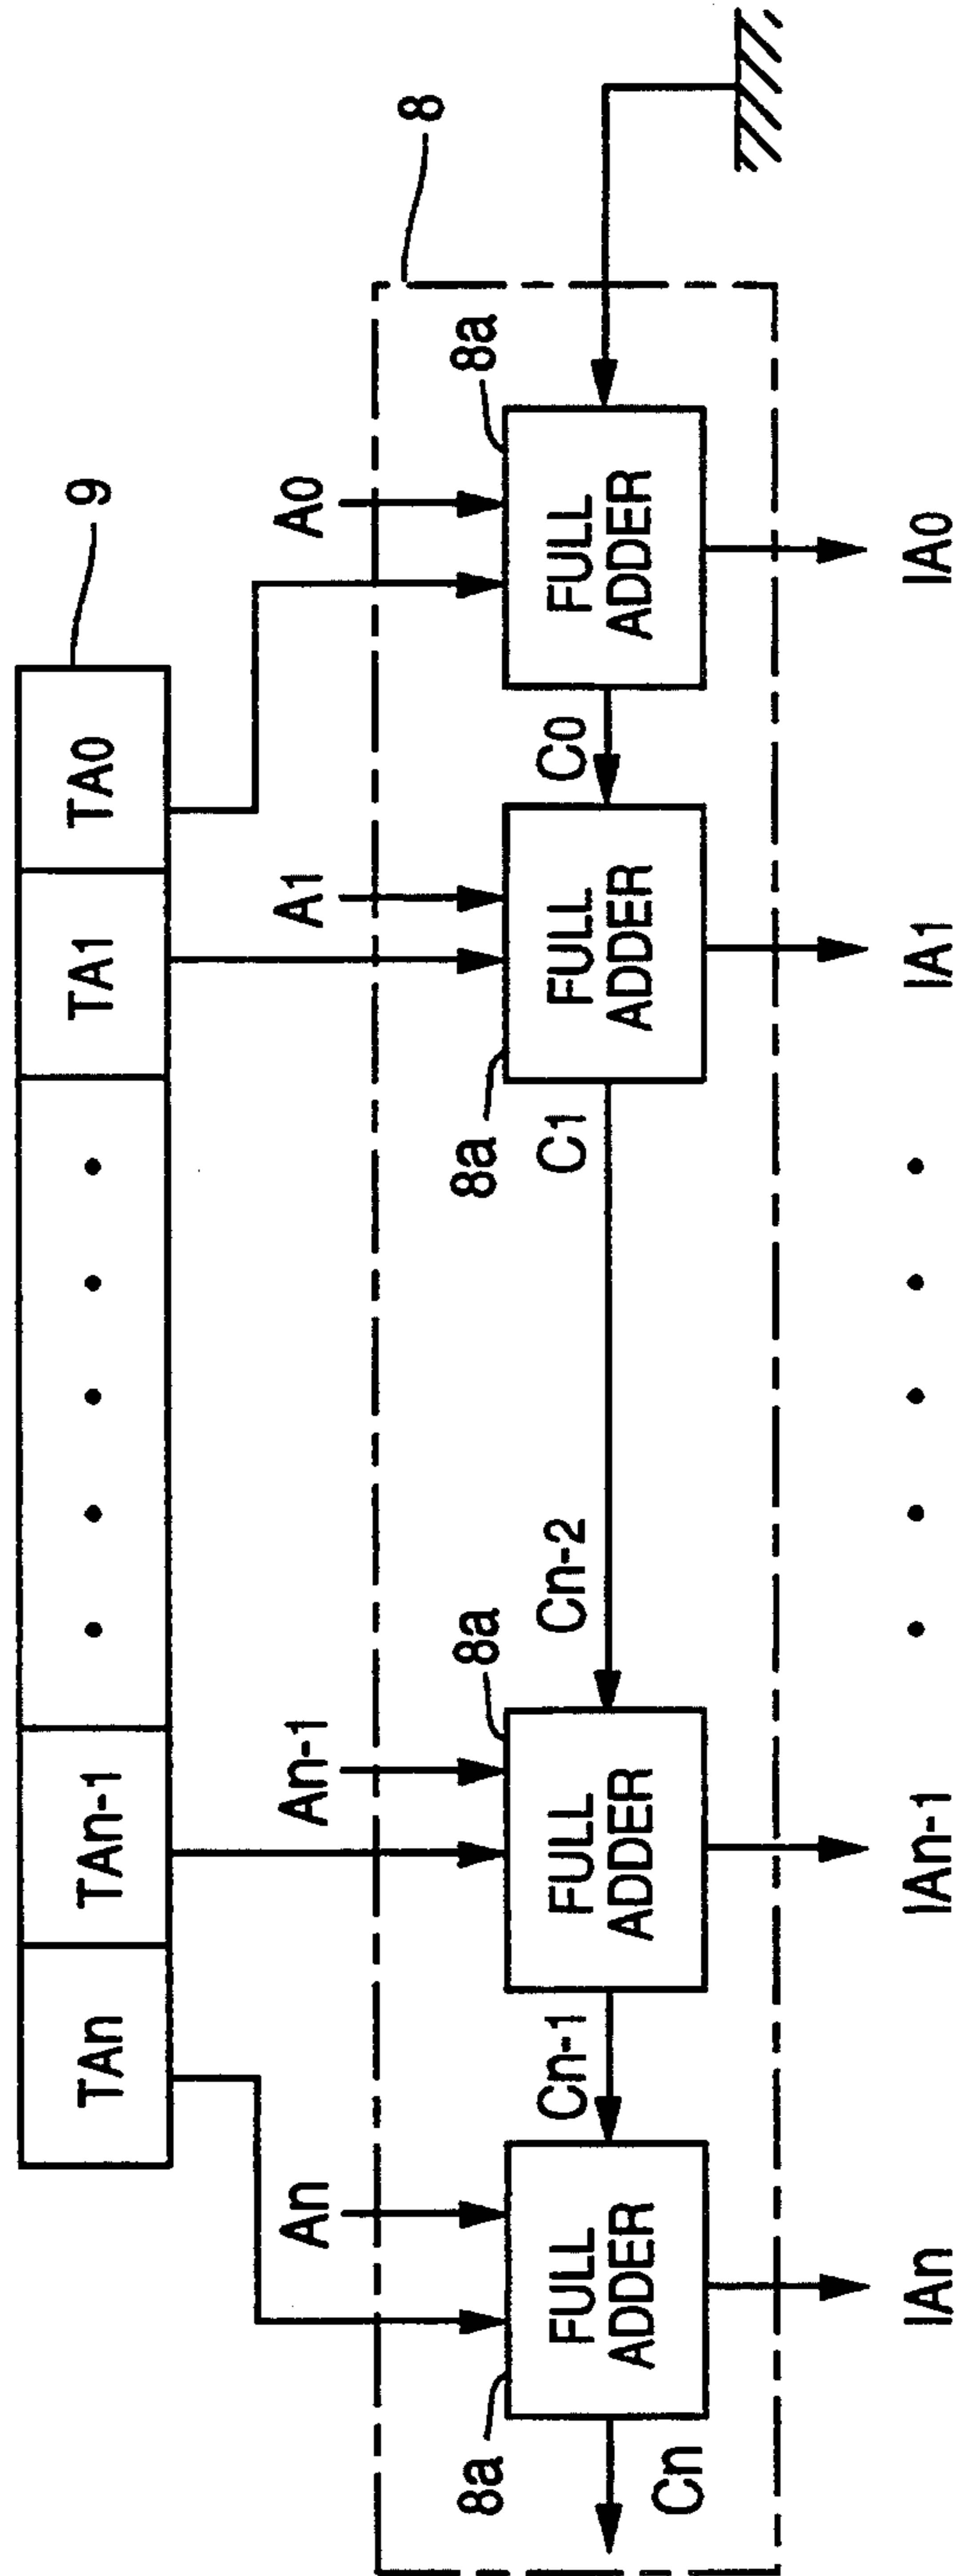 9
TAn
TAn-1
• • • • •
TA1
TA0
8
An
An-1
A1
A0
8a
8a
8a
8a
FULL
ADDER
FULL
ADDER
FULL
ADDER
FULL
ADDER
Cn
Cn-1
Cn-2
C1
C0
IAn
IAn-1
• • • • •
IA1
IA0